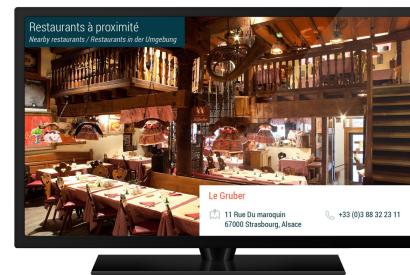 Restaurants à proximité
Nearby restaurants / Restaurants in der Umgebung
Le Gruber
11 Rue Du maroquin
67000 Strasbourg, Alsace
+33 (0)3 88 32 23 11